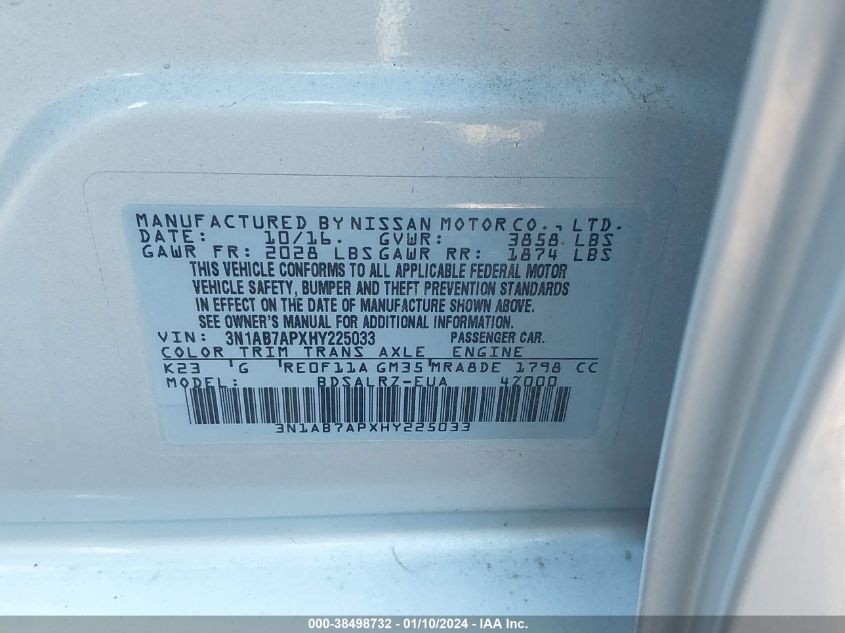 MANUFACTURED BY NISSAN MOTOR CO., LTD.
DATE: 10/16. GVWR: 3858 LBS
GAWR FR: 2028 LBS GAWR RR: 1874 LBS
THIS VEHICLE CONFORMS TO ALL APPLICABLE FEDERAL MOTOR
VEHICLE SAFETY, BUMPER AND THEFT PREVENTION STANDARDS
IN EFFECT ON THE DATE OF MANUFACTURE SHOWN ABOVE.
SEE OWNER'S MANUAL FOR ADDITIONAL INFORMATION.
VIN: 3N1AB7APXHY225033 PASSENGER CAR.
COLOR TRIM TRANS AXLE ENGINE
K23 G RE0F11A GM35 MRA8DE 1798 CC
MODEL: BDSALRZ-EUA 4Z000
3N1AB7APXHY225033
000-38498732 - 01/10/2024 - IAA Inc.